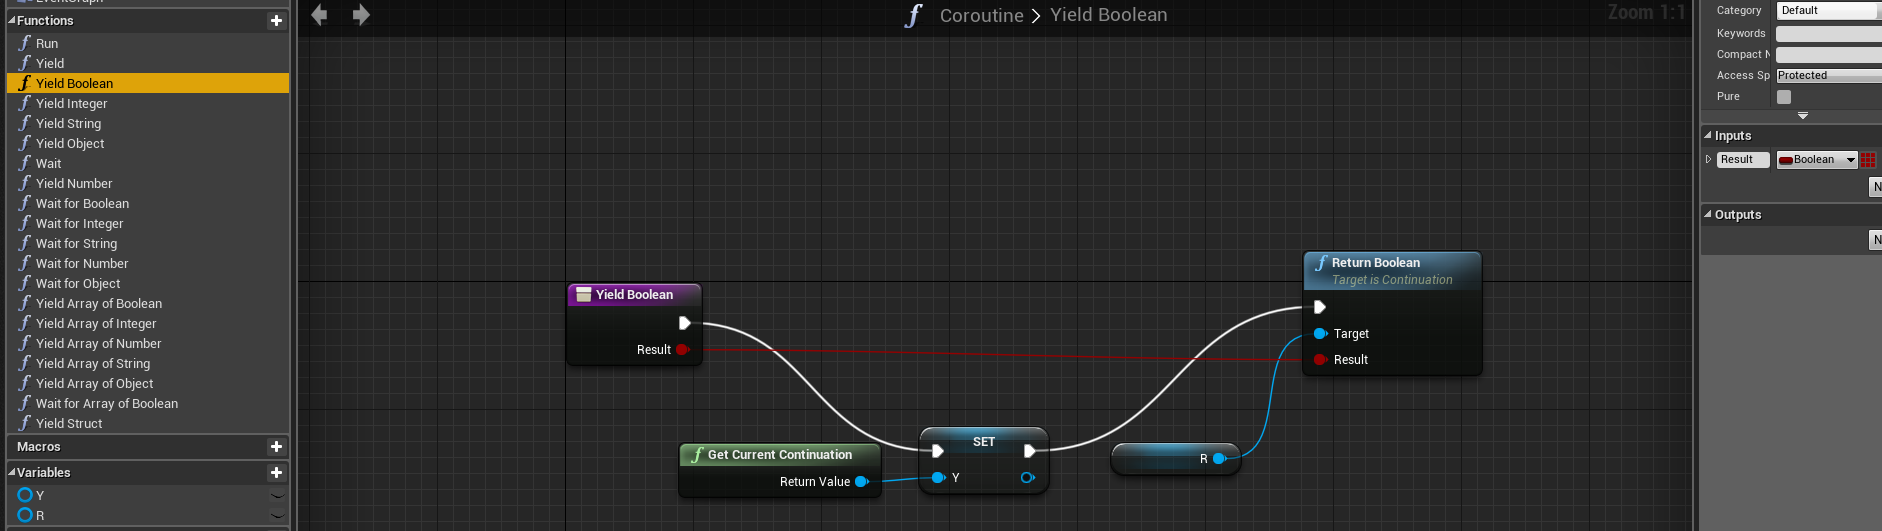 EventGraph
Functions
Run
Yield
Yield Boolean
Yield Integer
Yield String
Yield Object
Wait
Yield Number
Wait for Boolean
Wait for Integer
Wait for String
Wait for Number
Wait for Object
Yield Array of Boolean
Yield Array of Integer
Yield Array of Number
Yield Array of String
Yield Array of Object
Wait for Array of Boolean
Yield Struct
Macros
Variables
Y
R
f Coroutine > Yield Boolean
Zoom 1:1
Yield Boolean
Result
f Get Current Continuation
Return Value
SET
Y
R
f Return Boolean
Target is Continuation
Target
Result
Category Default
Keywords
Compact N
Access Sp Protected
Pure
Inputs
Result Boolean
N
Outputs
N